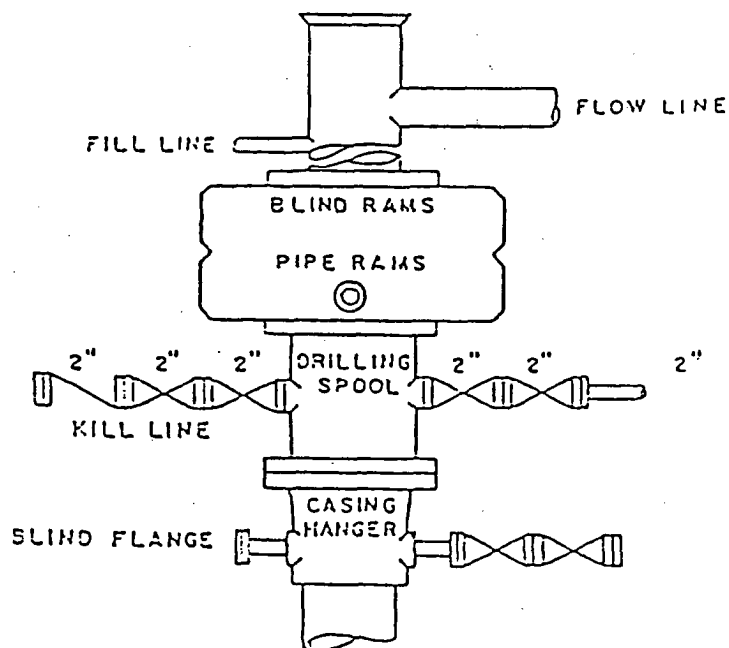 FLOW LINE
FILL LINE
BLIND RAMS
PIPE RAMS
2" 2" 2" DRILLING 2" 2" 2"
SPOOL
KILL LINE
CASING
HANGER
BLIND FLANGE